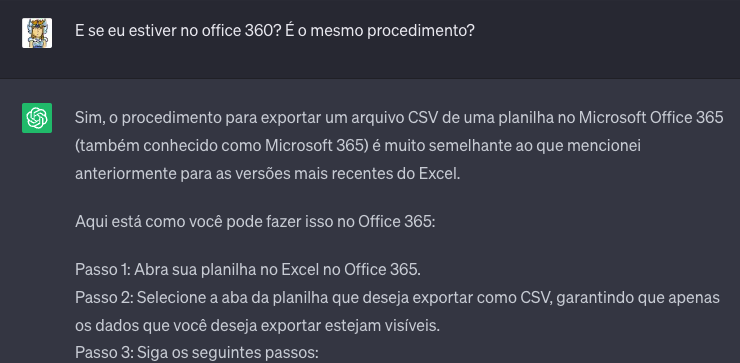 E se eu estiver no office 360? É o mesmo procedimento?
Sim, o procedimento para exportar um arquivo CSV de uma planilha no Microsoft Office 365
(também conhecido como Microsoft 365) é muito semelhante ao que mencionei
anteriormente para as versões mais recentes do Excel.
Aqui está como você pode fazer isso no Office 365:
Passo 1: Abra sua planilha no Excel no Office 365.
Passo 2: Selecione a aba da planilha que deseja exportar como CSV, garantindo que apenas
os dados que você deseja exportar estejam visíveis.
Passo 3: Siga os seguintes passos: